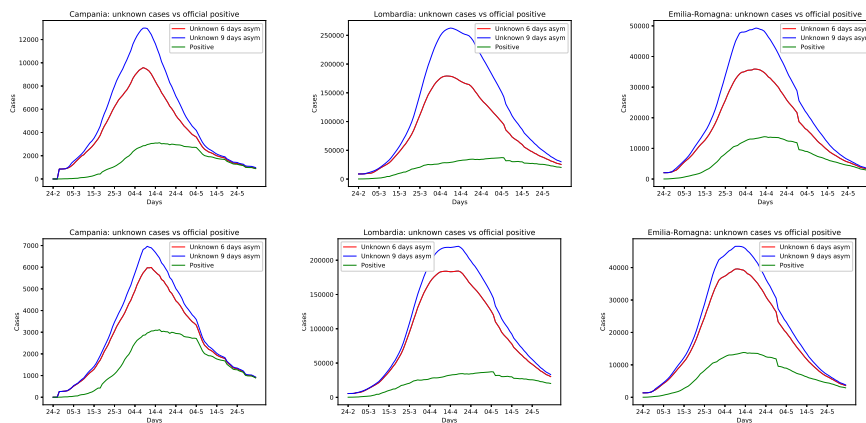 Campania: unknown cases vs official positive
Unknown 6 days asym
Unknown 9 days asym
Positive
12000
10000
8000
6000
4000
2000
0
Cases
24-2 05-3 15-3 25-3 04-4 14-4 24-4 04-5 14-5 24-5
Days
Lombardia: unknown cases vs official positive
Unknown 6 days asym
Unknown 9 days asym
Positive
250000
200000
150000
100000
50000
0
Cases
24-2 05-3 15-3 25-3 04-4 14-4 24-4 04-5 14-5 24-5
Days
Emilia-Romagna: unknown cases vs official positive
Unknown 6 days asym
Unknown 9 days asym
Positive
50000
40000
30000
20000
10000
0
Cases
24-2 05-3 15-3 25-3 04-4 14-4 24-4 04-5 14-5 24-5
Days
Campania: unknown cases vs official positive
Unknown 6 days asym
Unknown 9 days asym
Positive
7000
6000
5000
4000
3000
2000
1000
0
Cases
24-2 05-3 15-3 25-3 04-4 14-4 24-4 04-5 14-5 24-5
Days
Lombardia: unknown cases vs official positive
Unknown 6 days asym
Unknown 9 days asym
Positive
200000
150000
100000
50000
0
Cases
24-2 05-3 15-3 25-3 04-4 14-4 24-4 04-5 14-5 24-5
Days
Emilia-Romagna: unknown cases vs official positive
Unknown 6 days asym
Unknown 9 days asym
Positive
40000
30000
20000
10000
0
Cases
24-2 05-3 15-3 25-3 04-4 14-4 24-4 04-5 14-5 24-5
Days